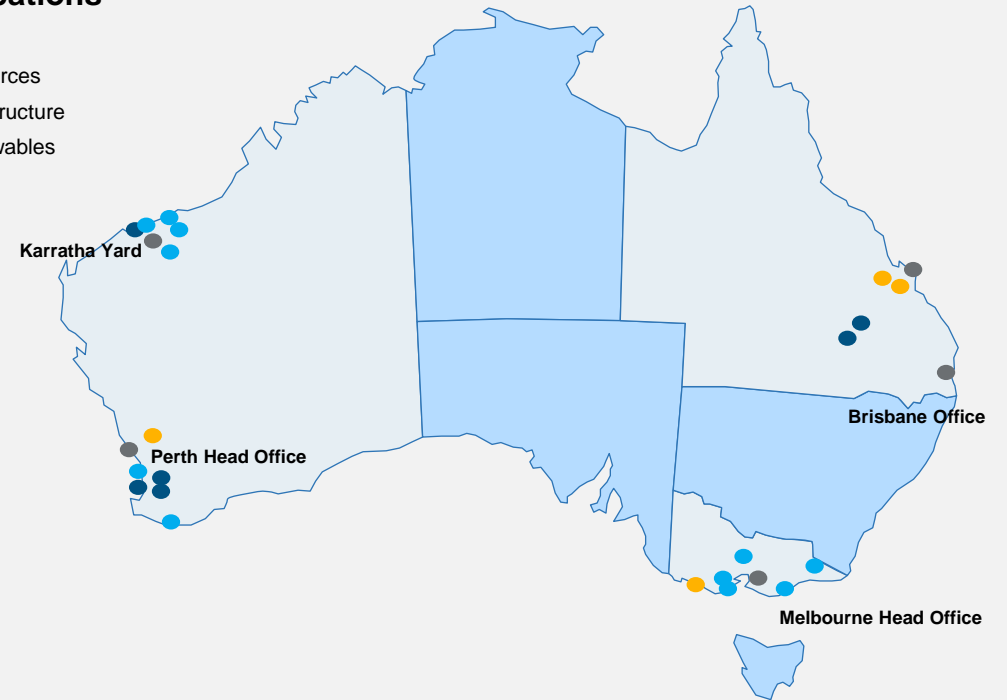 ations
rces
ructure
vables
Karratha Yard
Brisbane Office
Perth Head Office
Melbourne Head Office